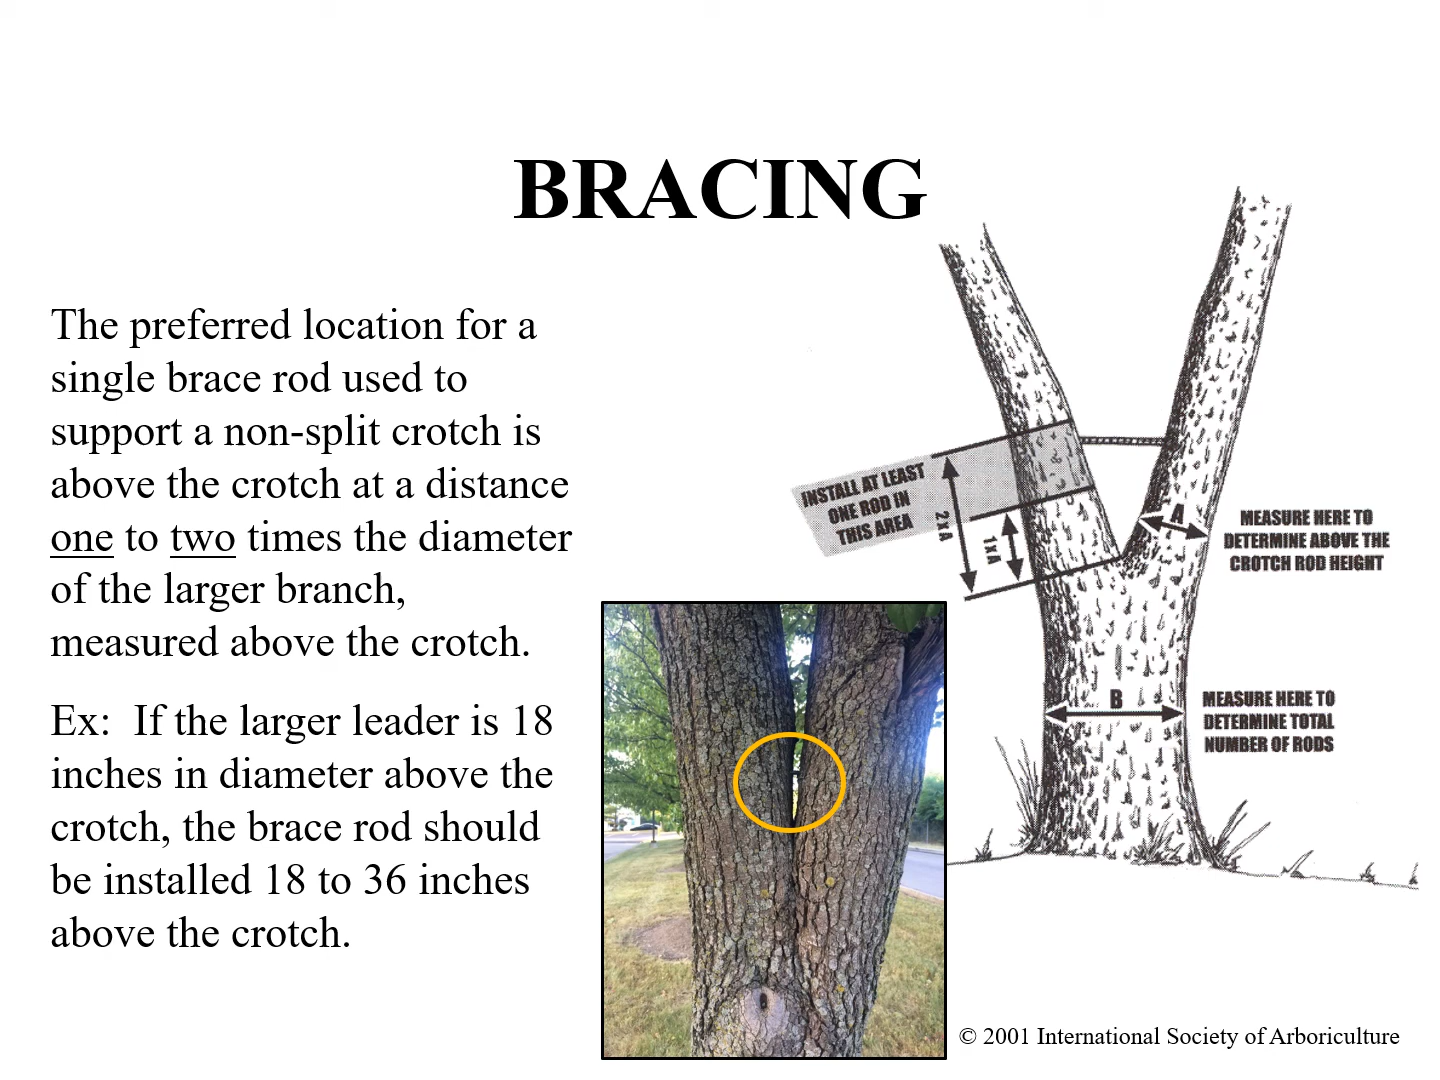 BRACING
The preferred location for a
single brace rod used to
support a non-split crotch is
above the crotch at a distance
one to two times the diameter
of the larger branch,
measured above the crotch.
Ex:  If the larger leader is 18
inches in diameter above the
crotch, the brace rod should
be installed 18 to 36 inches
above the crotch.
INSTALL AT LEAST
ONE ROD IN
THIS AREA
2 x A
1 x A
A
MEASURE HERE TO
DETERMINE ABOVE THE
CROTCH ROD HEIGHT
B
MEASURE HERE TO
DETERMINE TOTAL
NUMBER OF RODS
© 2001 International Society of Arboriculture